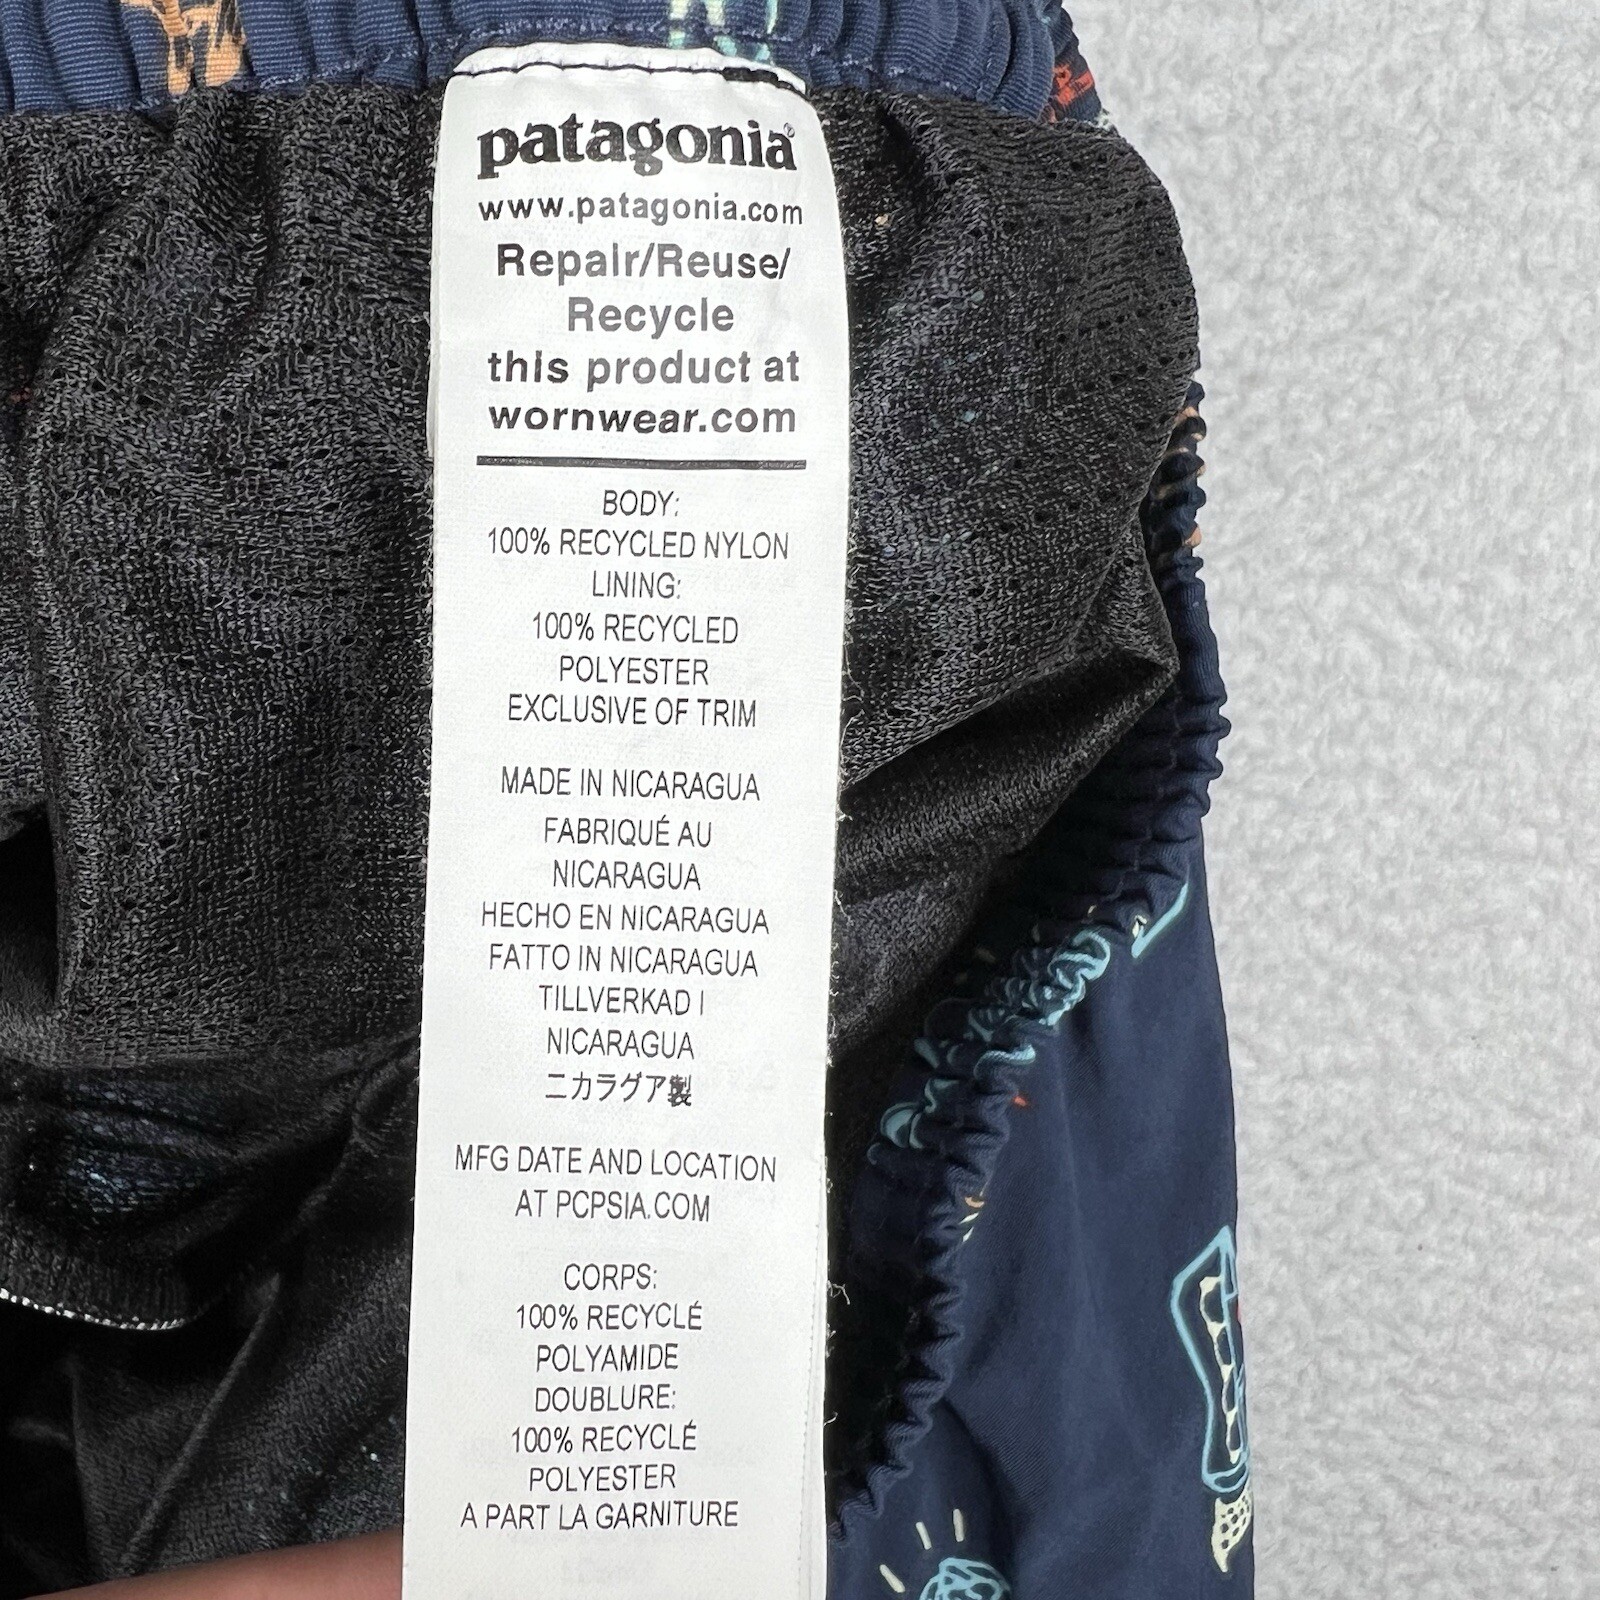 patagonia®
www.patagonia.com
Repair/Reuse/
Recycle
this product at
wornwear.com
BODY:
100% RECYCLED NYLON
LINING:
100% RECYCLED
POLYESTER
EXCLUSIVE OF TRIM
MADE IN NICARAGUA
FABRIQUÉ AU
NICARAGUA
HECHO EN NICARAGUA
FATTO IN NICARAGUA
TILLVERKAD I
NICARAGUA
ニカラグア製
MFG DATE AND LOCATION
AT PCPSIA.COM
CORPS:
100% RECYCLÉ
POLYAMIDE
DOUBLURE:
100% RECYCLÉ
POLYESTER
A PART LA GARNITURE